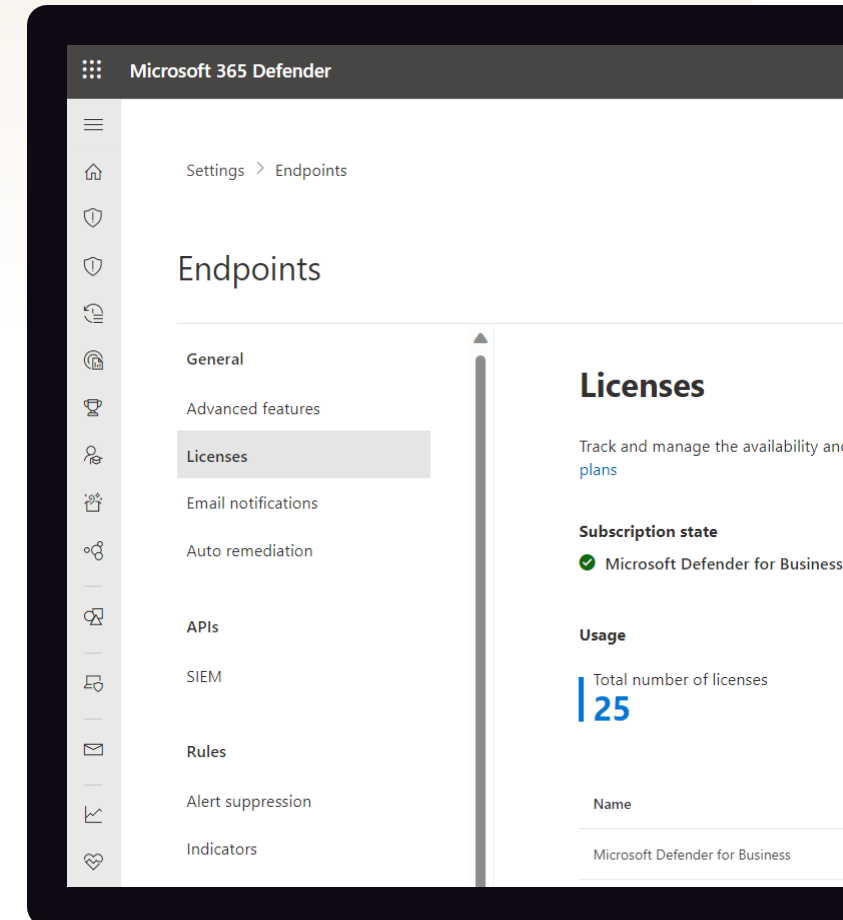 Microsoft 365 Defender
Settings > Endpoints
Endpoints
General
Advanced features
Licenses
Email notifications
Auto remediation
APIs
SIEM
Rules
Alert suppression
Indicators
Licenses
Track and manage the availability and
plans
Subscription state
Microsoft Defender for Business
Usage
Total number of licenses
25
Name
Microsoft Defender for Business